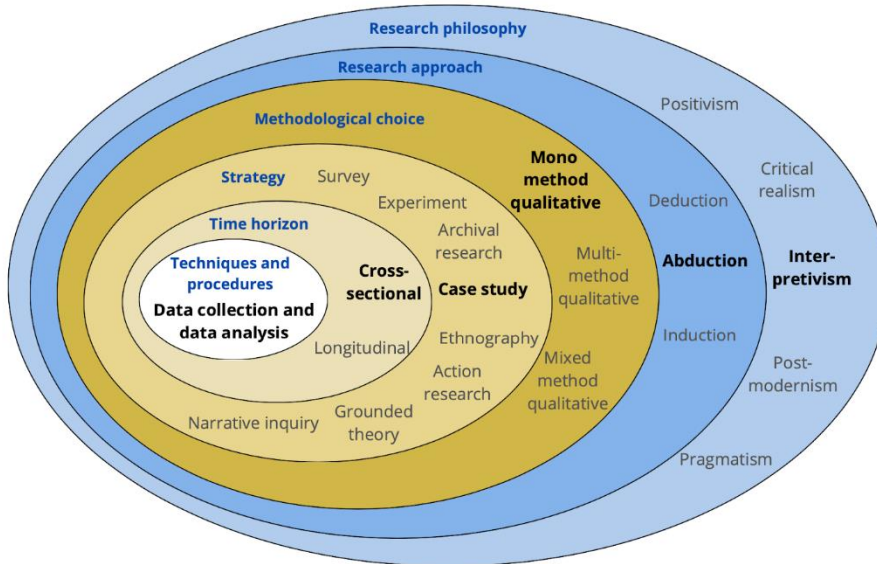 Research philosophy
Research approach
Positivism
Methodological choice
Mono
method
qualitative
Critical
realism
Strategy
Survey
Experiment
Deduction
Time horizon
Archival
research
Techniques and
procedures
Cross-
sectional
Case study
Multi-
method
qualitative
Abduction
Inter-
pretivism
Data collection and
data analysis
Longitudinal
Ethnography
Induction
Action
research
Mixed
method
qualitative
Post-
modernism
Narrative inquiry
Grounded
theory
Pragmatism